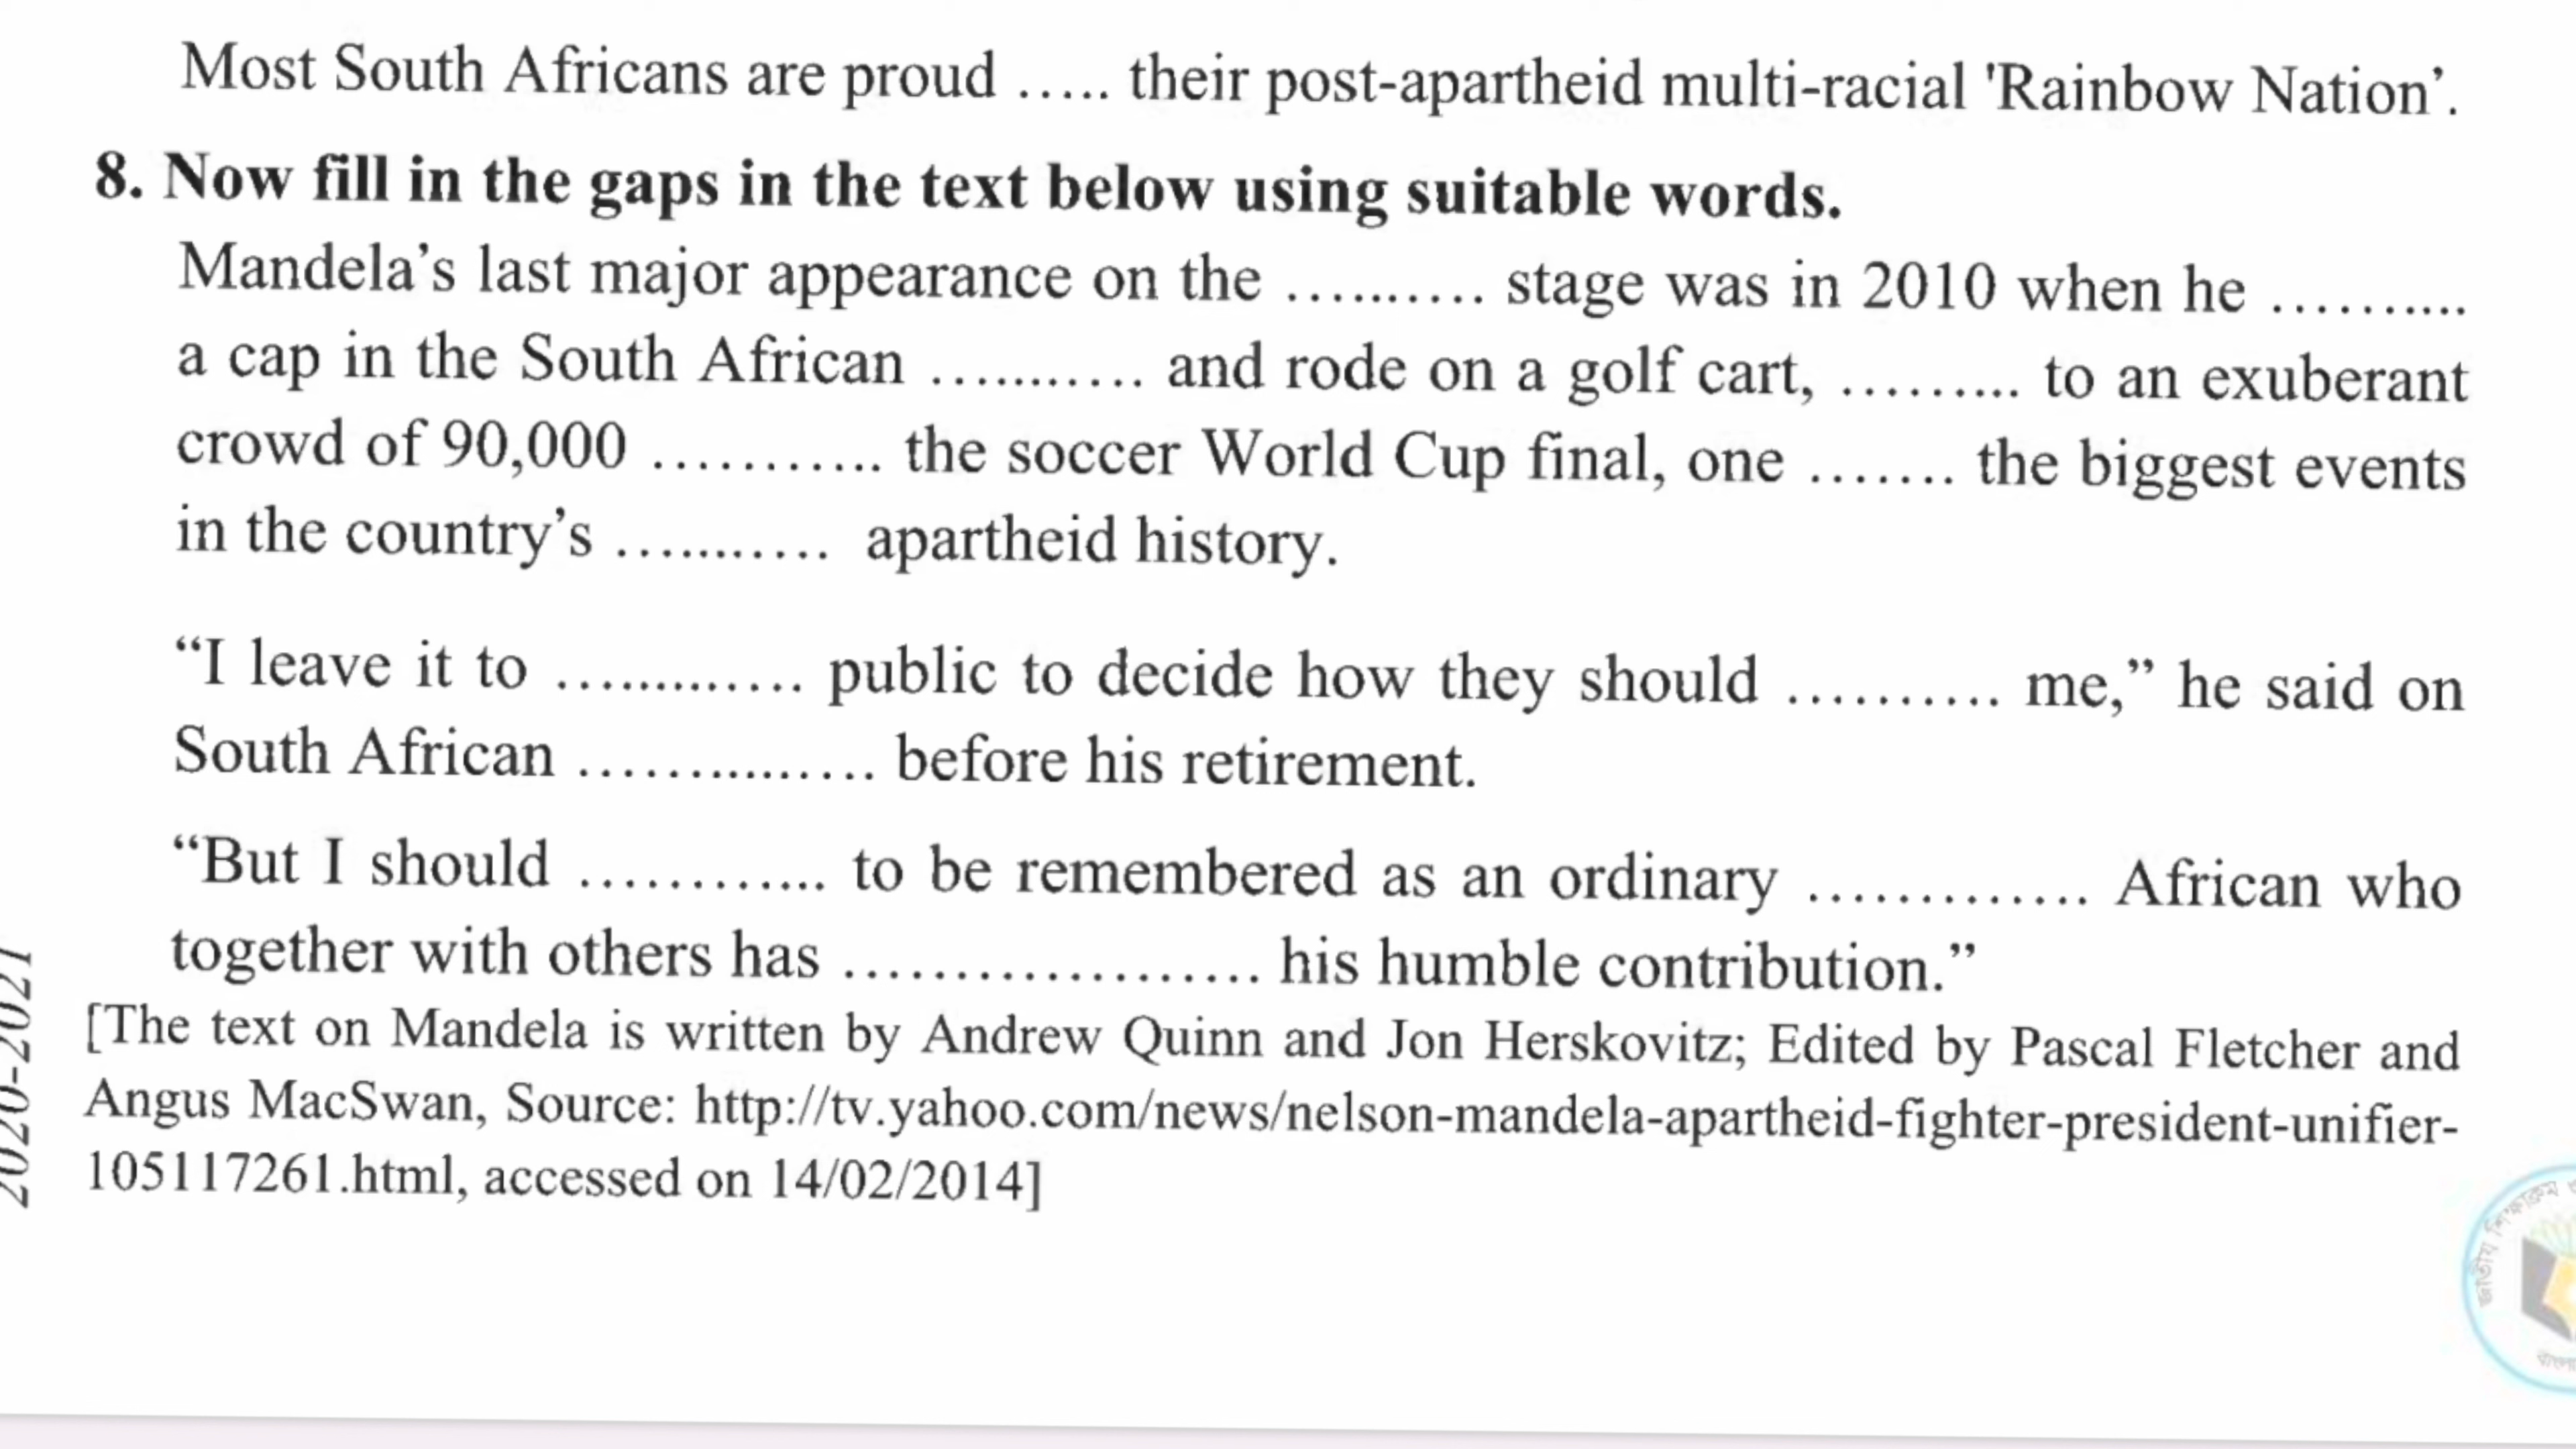 Most South Africans are proud ..... their post-apartheid multi-racial 'Rainbow Nation’.
8. Now fill in the gaps in the text below using suitable words.
Mandela’s last major appearance on the .......... stage was in 2010 when he ..........
a cap in the South African ........... and rode on a golf cart, ......... to an exuberant
crowd of 90,000 ........... the soccer World Cup final, one ....... the biggest events
in the country’s ........... apartheid history.
“I leave it to ............ public to decide how they should .......... me,” he said on
South African ............... before his retirement.
“But I should ............ to be remembered as an ordinary ............. African who
together with others has ................... his humble contribution.”
[The text on Mandela is written by Andrew Quinn and Jon Herskovitz; Edited by Pascal Fletcher and
Angus MacSwan, Source: http://tv.yahoo.com/news/nelson-mandela-apartheid-fighter-president-unifier-
105117261.html, accessed on 14/02/2014]
2020-2021
জাতীয় শিক্ষাক্রম